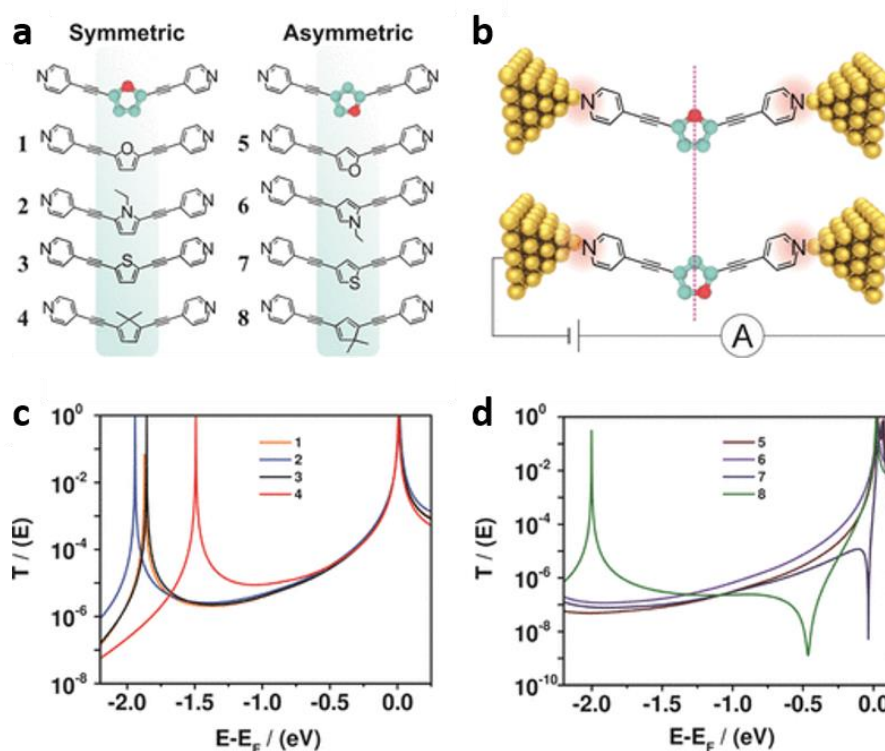 a
Symmetric
Asymmetric
N N
N N
1
N
O
N
5
N
O
N
2
N
N
N
6
N
N
N
3
N
S
N
7
N
S
N
4
N
N
8
N
N
b
N
N
N
N
A
c
10^0
10^-2
10^-4
10^-6
10^-8
T / (E)
1
2
3
4
-2.0 -1.5 -1.0 -0.5 0.0
E-E_F / (eV)
d
10^0
10^-2
10^-4
10^-6
10^-8
10^-10
T / (E)
5
6
7
8
-2.0 -1.5 -1.0 -0.5 0.0
E-E_F / (eV)